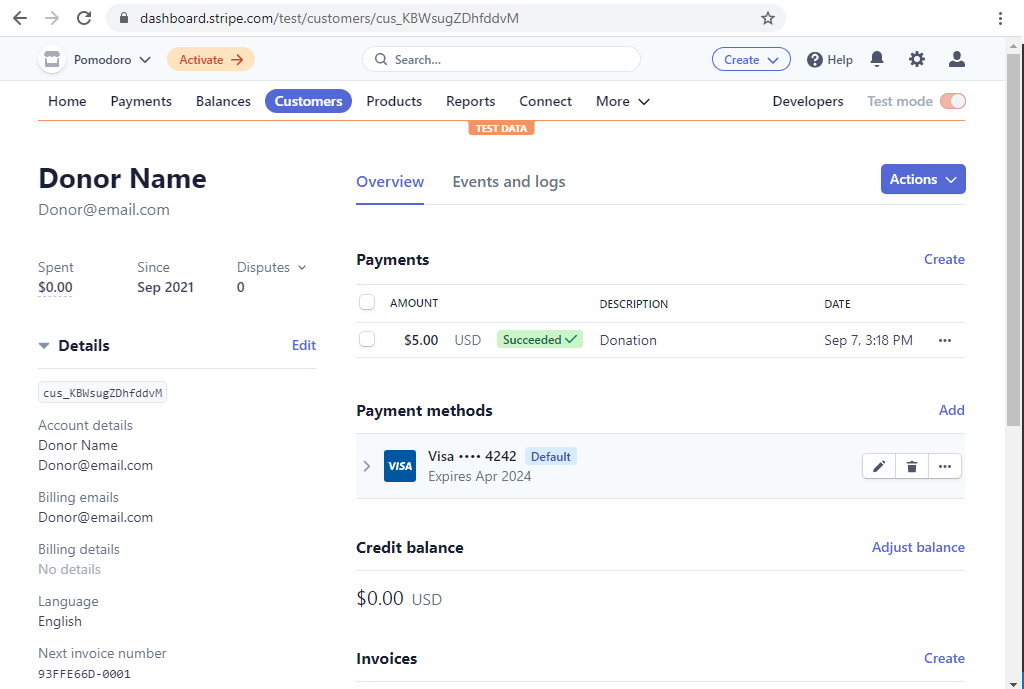 dashboard.stripe.com/test/customers/cus_KBWsugZDhfddvM
Pomodoro
Activate →
Search...
Create
Help
Home
Payments
Balances
Customers
Products
Reports
Connect
More
Developers
Test mode
TEST DATA
Donor Name
Donor@email.com
Spent
Since
Disputes
$0.00
Sep 2021
0
Details
Edit
cus_KBWsugZDhfddvM
Account details
Donor Name
Donor@email.com
Billing emails
Donor@email.com
Billing details
No details
Language
English
Next invoice number
93FFE66D-0001
Overview
Events and logs
Actions
Payments
Create
AMOUNT
DESCRIPTION
DATE
$5.00 USD Succeeded ✓ Donation Sep 7, 3:18 PM •••
Payment methods
Add
VISA
Visa •••• 4242 Default
Expires Apr 2024
•••
Credit balance
Adjust balance
$0.00 USD
Invoices
Create